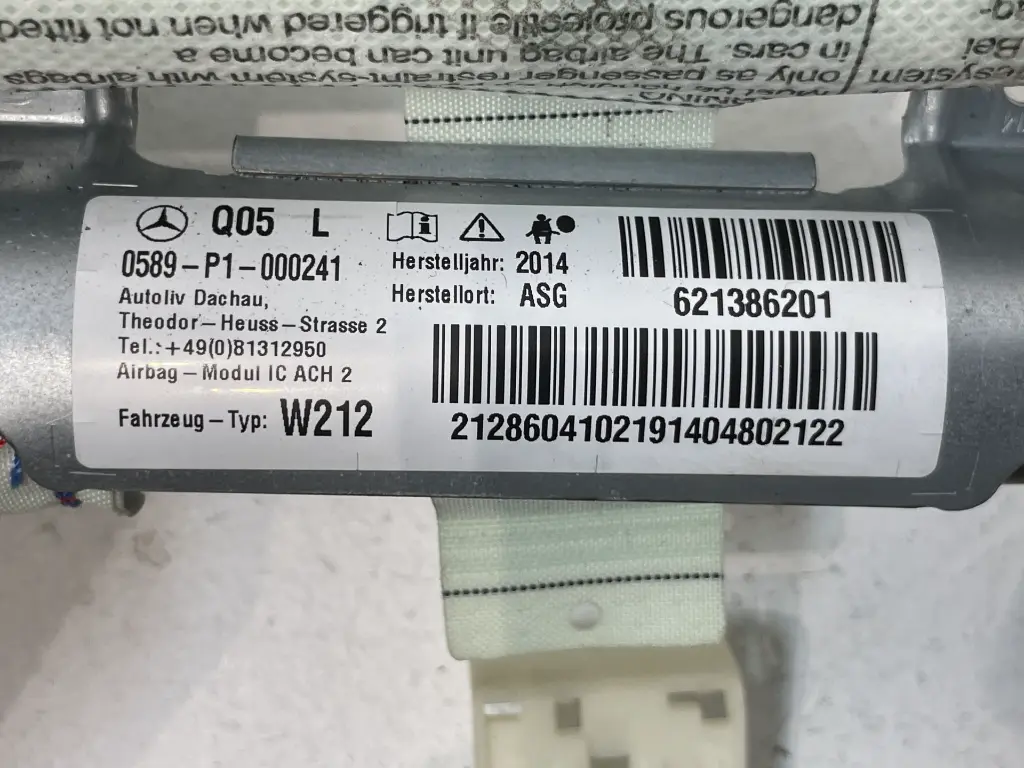 dangerous projectile if triggered when not fitted
in cars. The airbag unit can become a
only as passenger restraint-system with airbags
Bei
Q05 L
0589-P1-000241
Autoliv Dachau,
Theodor-Heuss-Strasse 2
Tel.:+49(0)81312950
Airbag-Modul IC ACH 2
Fahrzeug-Typ: W212
Herstelljahr: 2014
Herstellort: ASG
621386201
2128604102191404802122